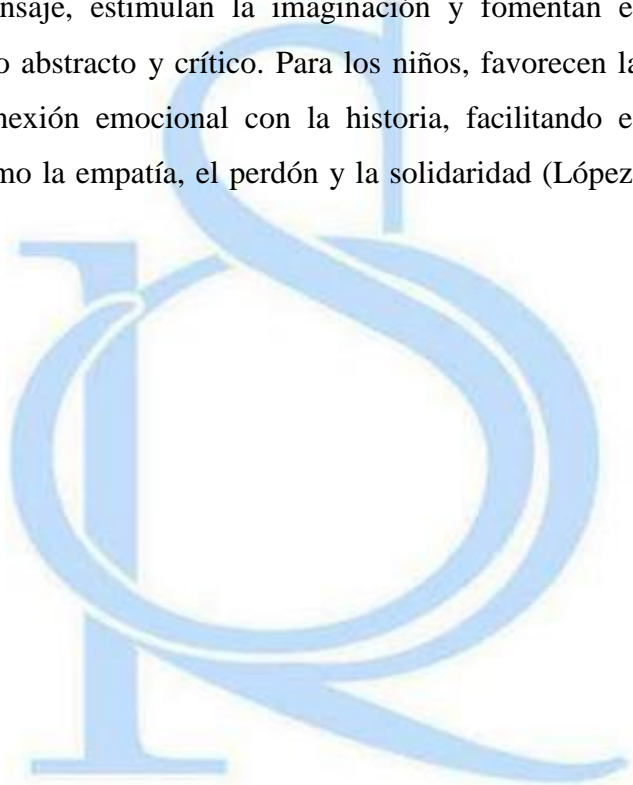 nsaje, estimulan la imaginación y fomentan e
o abstracto y crítico. Para los niños, favorecen la
nexión emocional con la historia, facilitando e
mo la empatía, el perdón y la solidaridad (López